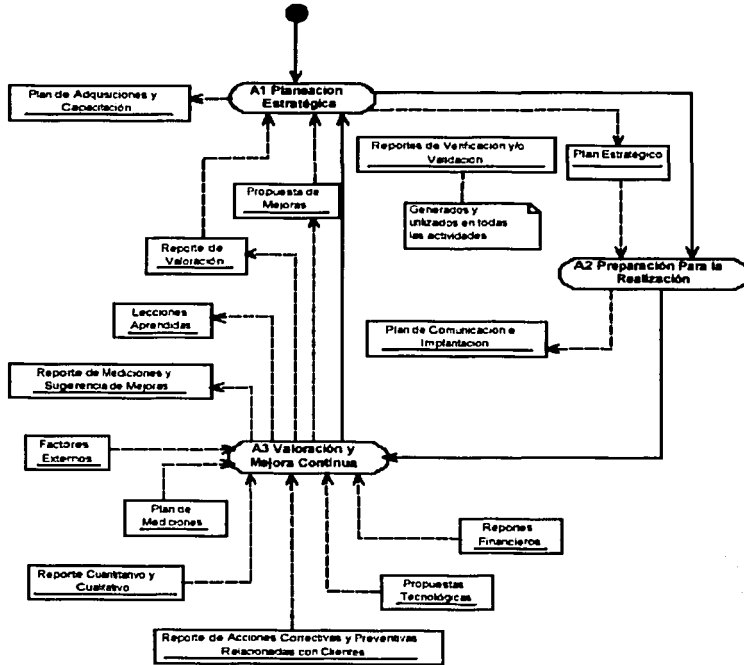 A1 Planeacion
Estratégica
Plan de Adquisiciones y
Capacitación
Reportes de Verificación y/o
Validación
Plan Estratégico
Propuesta de
Mejoras
Generados y
utilizados en todas
las actividades
Reporte de
Valoración
A2 Preparación Para la
Realización
Lecciones
Aprendidas
Plan de Comunicacion e
Implantacion
Reporte de Mediciones y
Sugerencia de Mejoras
A3 Valoración y
Mejora Contínua
Factores
Externos
Plan de
Mediciones
Reportes
Financieros
Reporte Cuantitativo y
Cualitativo
Propuestas
Tecnológicas
Reporte de Acciones Correctivas y Preventivas
Relacionadas con Clientes